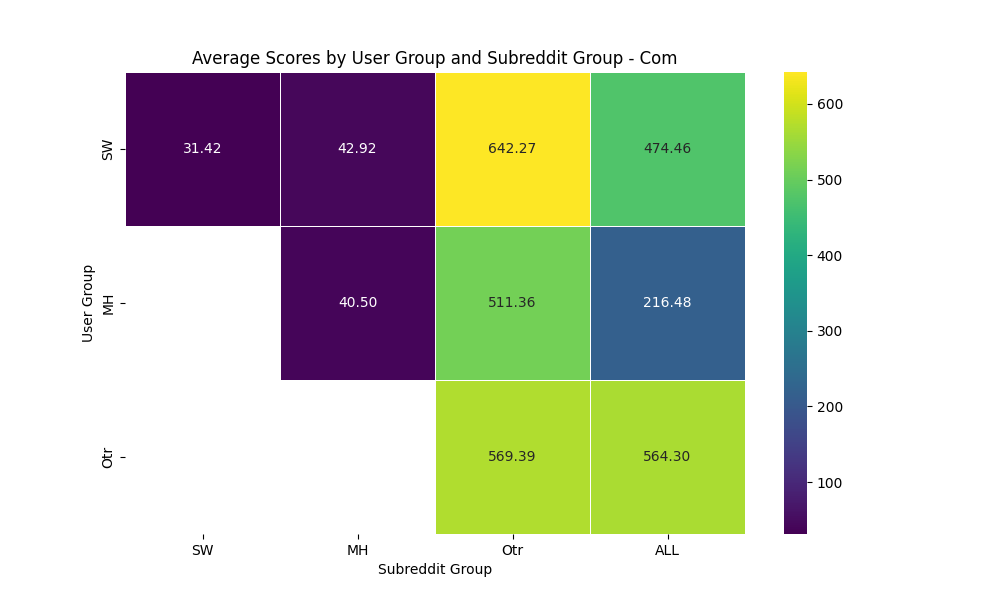 Average Scores by User Group and Subreddit Group - Com
SW 31.42 42.92 642.27 474.46
MH 40.50 511.36 216.48
Otr 569.39 564.30
User Group
SW MH Otr ALL
Subreddit Group
600
500
400
300
200
100